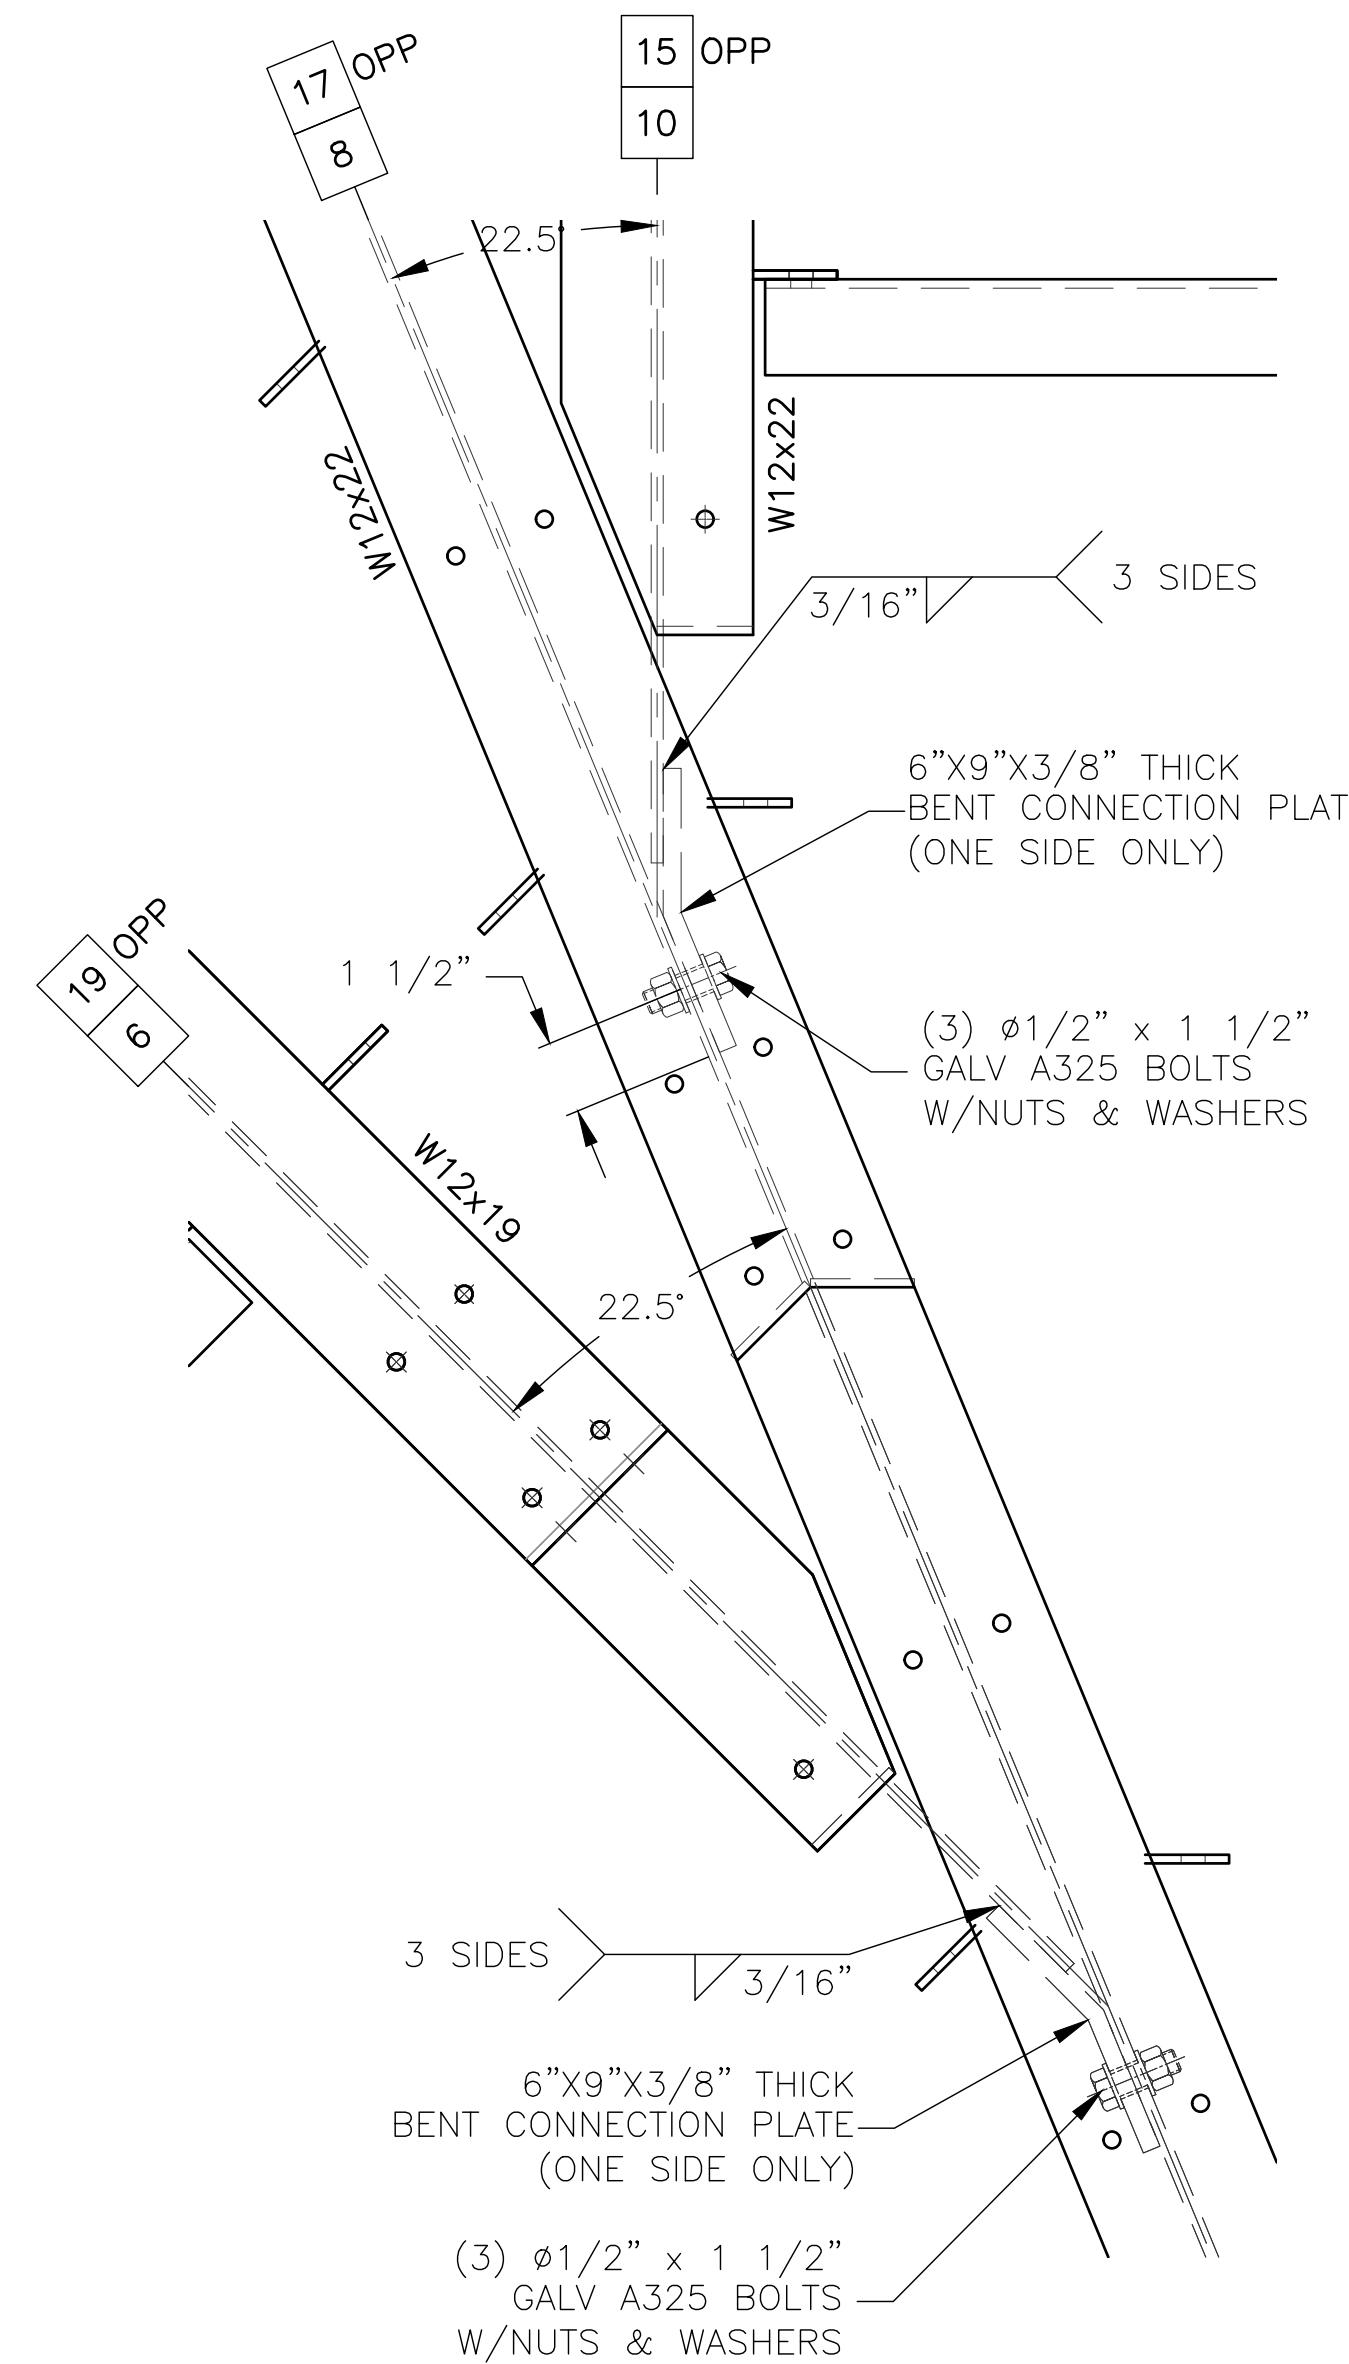 17 OPP
8
15 OPP
10
22.5°
W12x22
W12x22
3/16”
3 SIDES
6”X9”X3/8” THICK
BENT CONNECTION PLAT
(ONE SIDE ONLY)
19 OPP
6
1 1/2”
(3) ø1/2” x 1 1/2”
GALV A325 BOLTS
W/NUTS & WASHERS
W12x19
22.5°
3 SIDES
3/16”
6”X9”X3/8” THICK
BENT CONNECTION PLATE
(ONE SIDE ONLY)
(3) ø1/2” x 1 1/2”
GALV A325 BOLTS
W/NUTS & WASHERS